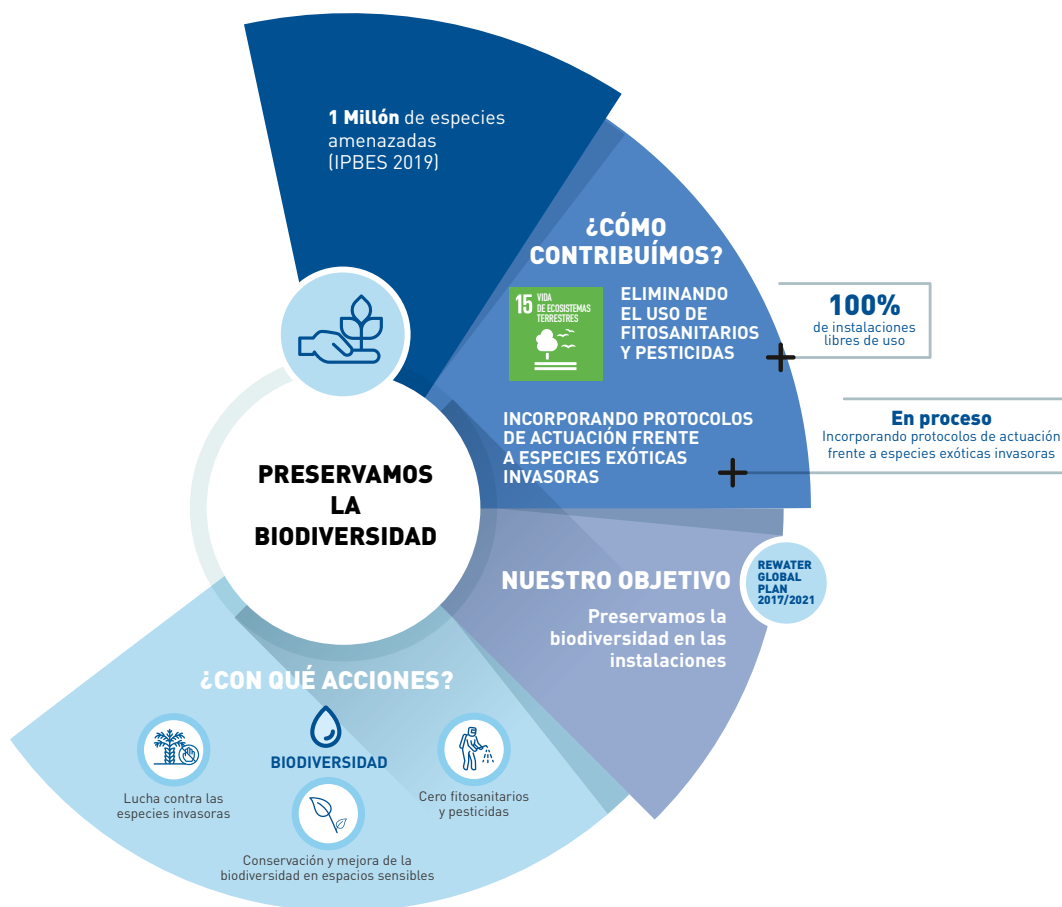 1 Millón de especies
amenazadas
(IPBES 2019)
¿CÓMO
CONTRIBUÍMOS?
15 VIDA
DE ECOSISTEMAS
TERRESTRES
ELIMINANDO
EL USO DE
FITOSANITARIOS
Y PESTICIDAS
100%
de instalaciones
libres de uso
INCORPORANDO PROTOCOLOS
DE ACTUACIÓN FRENTE
A ESPECIES EXÓTICAS
INVASORAS
En proceso
Incorporando protocolos de actuación
frente a especies exóticas invasoras
PRESERVAMOS
LA
BIODIVERSIDAD
NUESTRO OBJETIVO
Preservamos la
biodiversidad en las
instalaciones
REWATER
GLOBAL
PLAN
2017/2021
¿CON QUÉ ACCIONES?
BIODIVERSIDAD
Lucha contra las
especies invasoras
Cero fitosanitarios
y pesticidas
Conservación y mejora de la
biodiversidad en espacios sensibles